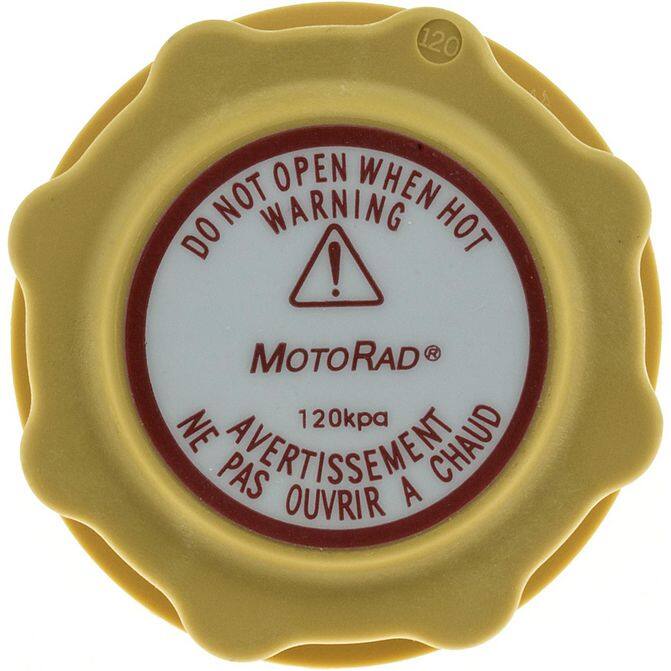 120
DO NOT OPEN WHEN HOT
WARNING
!
MOTORAD®
120kpa
AVERTISSEMENT
NE PAS OUVRIR A CHAUD